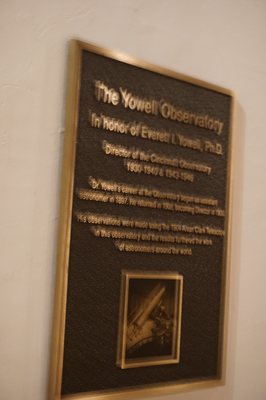 The Yowell Observatory
In honor of Everett I. Yowell, Ph.D.
Director of the Cincinnati Observatory
1930-1940 & 1943-1946
Dr. Yowell's career at the Observatory began as assistant
astronomer in 1897. He returned in becoming Director in
His observations were made using the 1904 Alvan Clark Telescope
in this observatory and the results furthered the work
of astronomers around the world.